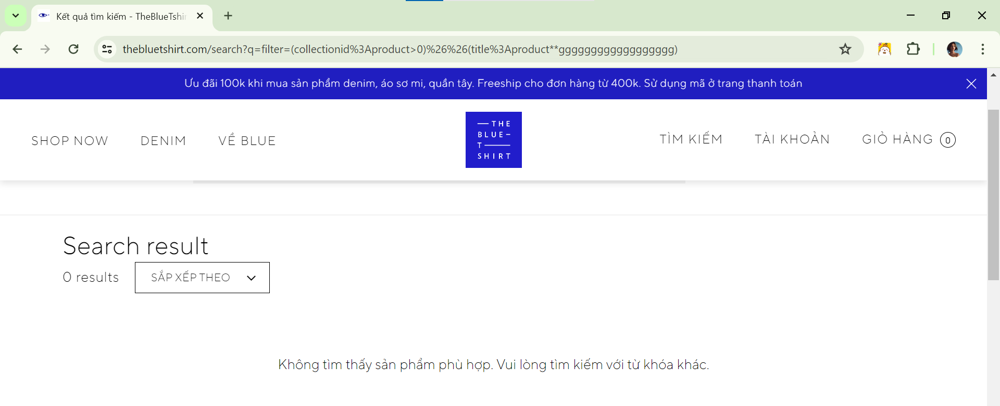 Kết quả tìm kiếm - TheBlueTshir
thebluetshirt.com/search?q=filter=(collectionid%3Aproduct>0)%26%26(title%3Aproduct**gggggggggggggggggg)
Ưu đãi 100k khi mua sản phẩm denim, áo sơ mi, quần tây. Freeship cho đơn hàng từ 400k. Sử dụng mã ở trang thanh toán
SHOP NOW DENIM VỀ BLUE
THE
BLUE
T
SHIRT
TÌM KIẾM TÀI KHOẢN GIỎ HÀNG 0
Search result
0 results SẮP XẾP THEO
Không tìm thấy sản phẩm phù hợp. Vui lòng tìm kiếm với từ khóa khác.